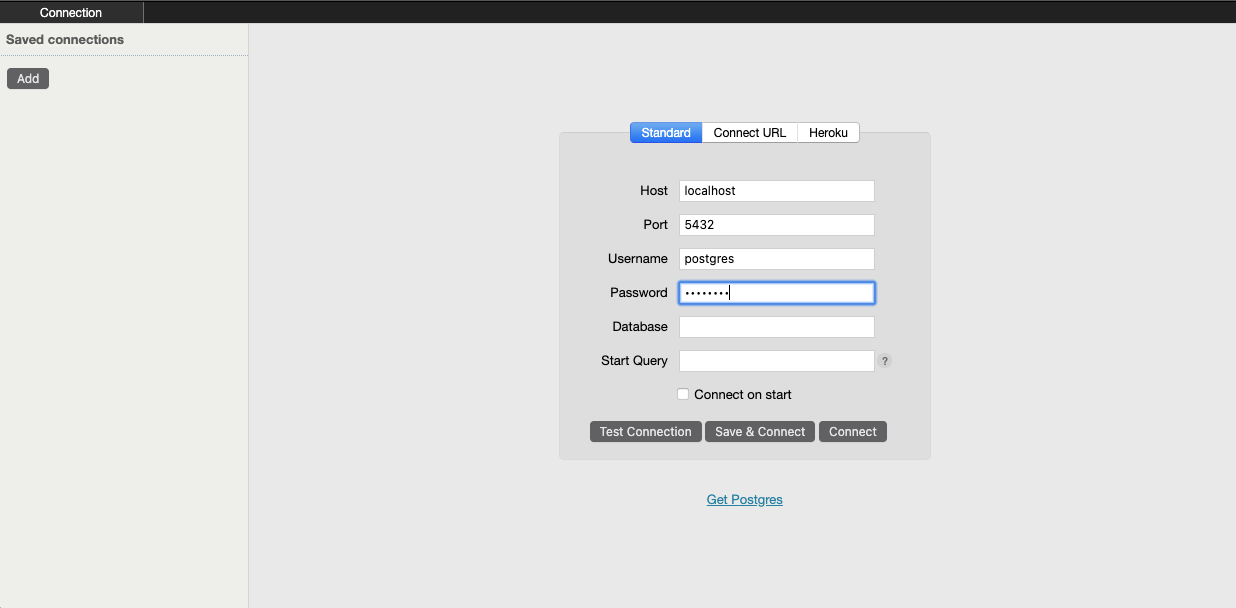 Connection
Saved connections
Add
Standard Connect URL Heroku
Host localhost
Port 5432
Username postgres
Password ••••••••
Database
Start Query ?
Connect on start
Test Connection Save & Connect Connect
Get Postgres